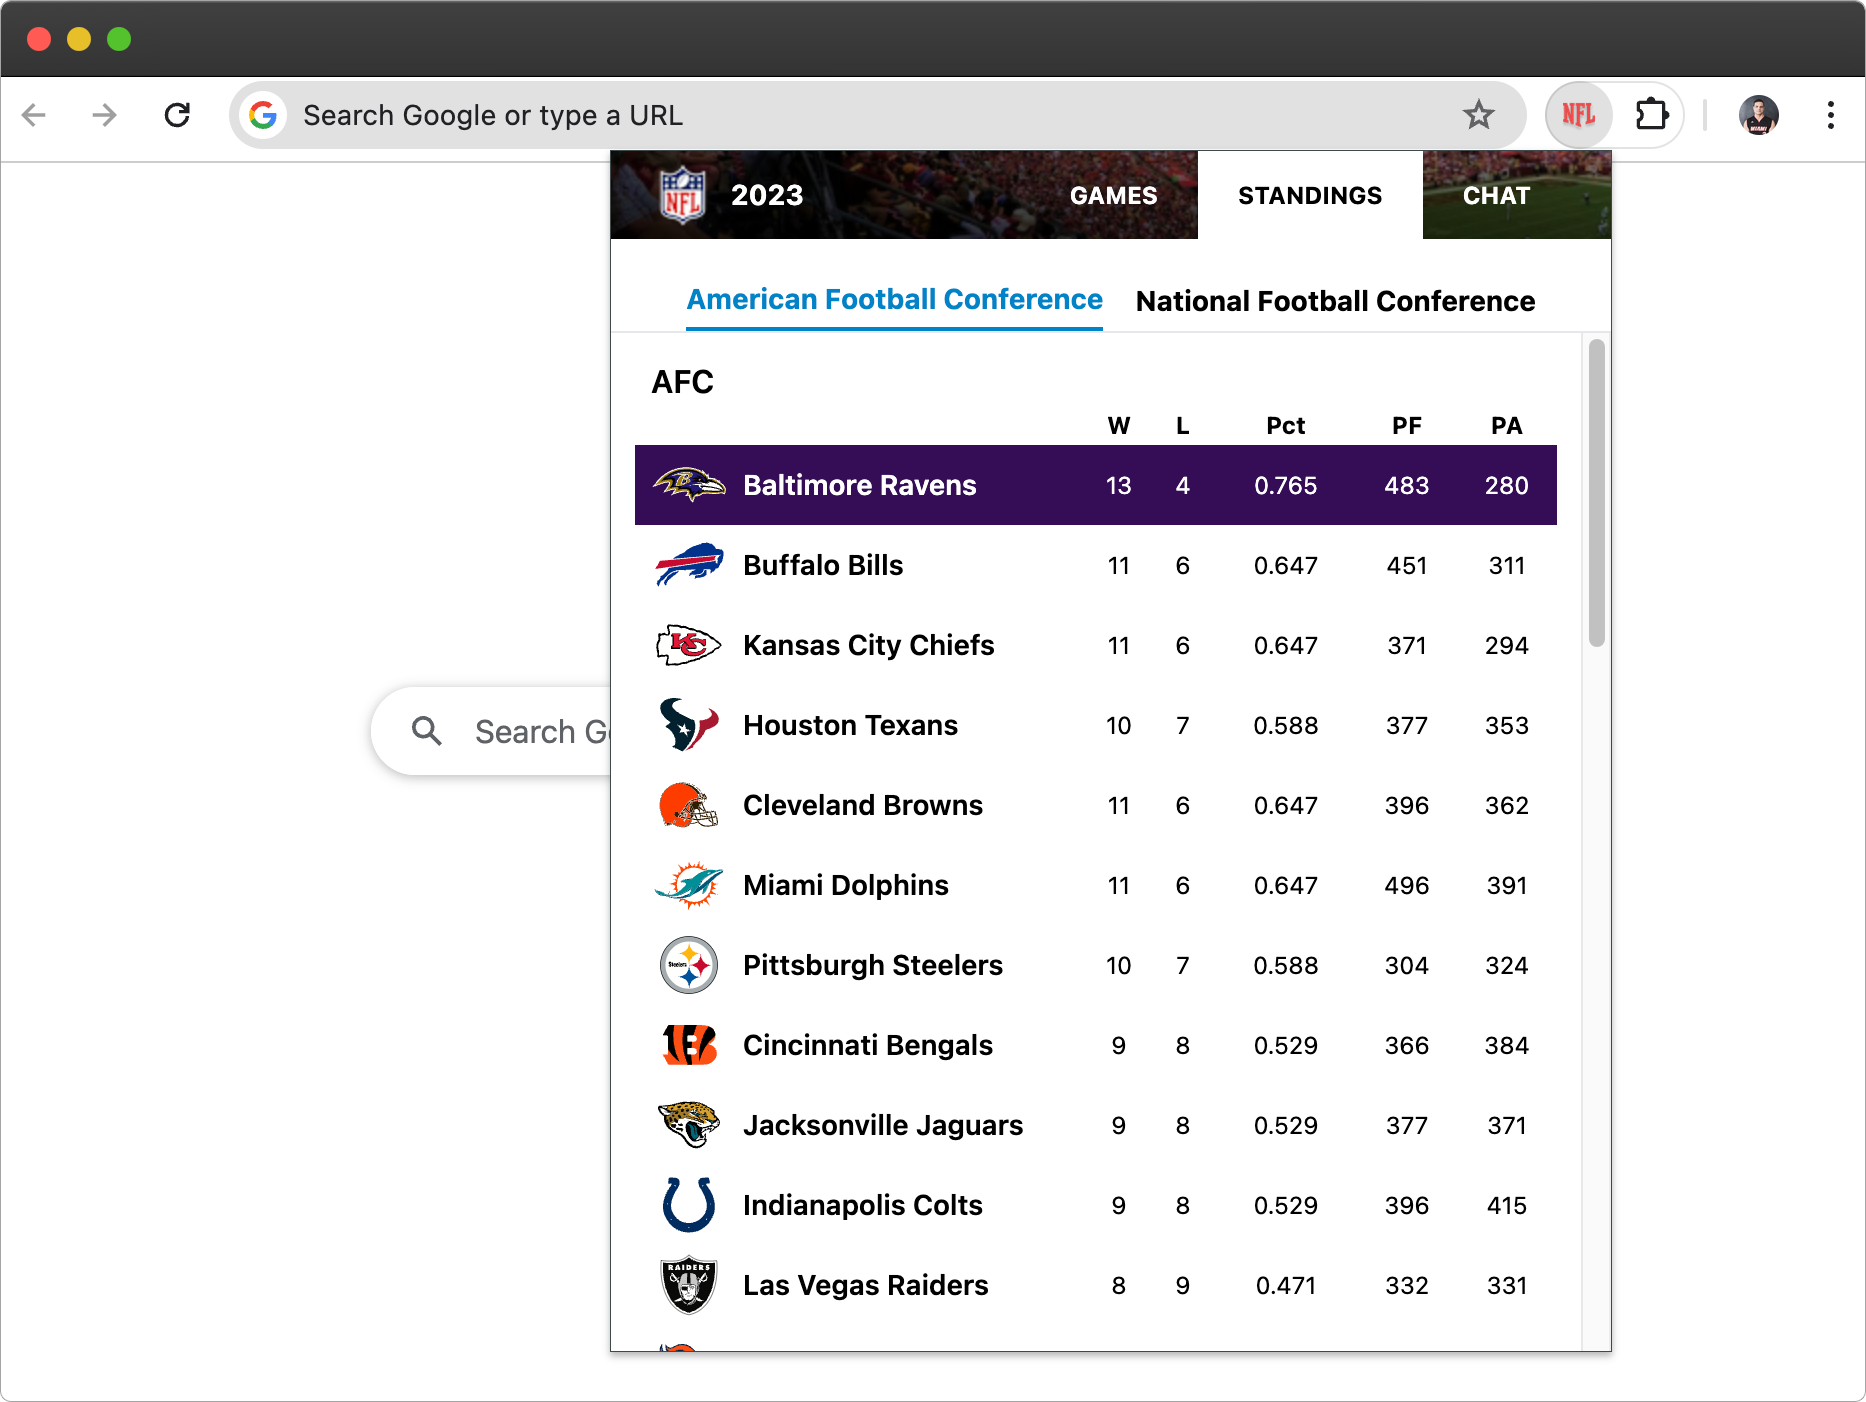 Search Google or type a URL
NFL
NFL 2023 GAMES STANDINGS CHAT
American Football Conference National Football Conference
AFC
W L Pct PF PA
Baltimore Ravens 13 4 0.765 483 280
Buffalo Bills 11 6 0.647 451 311
Kansas City Chiefs 11 6 0.647 371 294
Search Go
Houston Texans 10 7 0.588 377 353
Cleveland Browns 11 6 0.647 396 362
Miami Dolphins 11 6 0.647 496 391
Steelers
Pittsburgh Steelers 10 7 0.588 304 324
Cincinnati Bengals 9 8 0.529 366 384
Jacksonville Jaguars 9 8 0.529 377 371
Indianapolis Colts 9 8 0.529 396 415
RAIDERS
Las Vegas Raiders 8 9 0.471 332 331